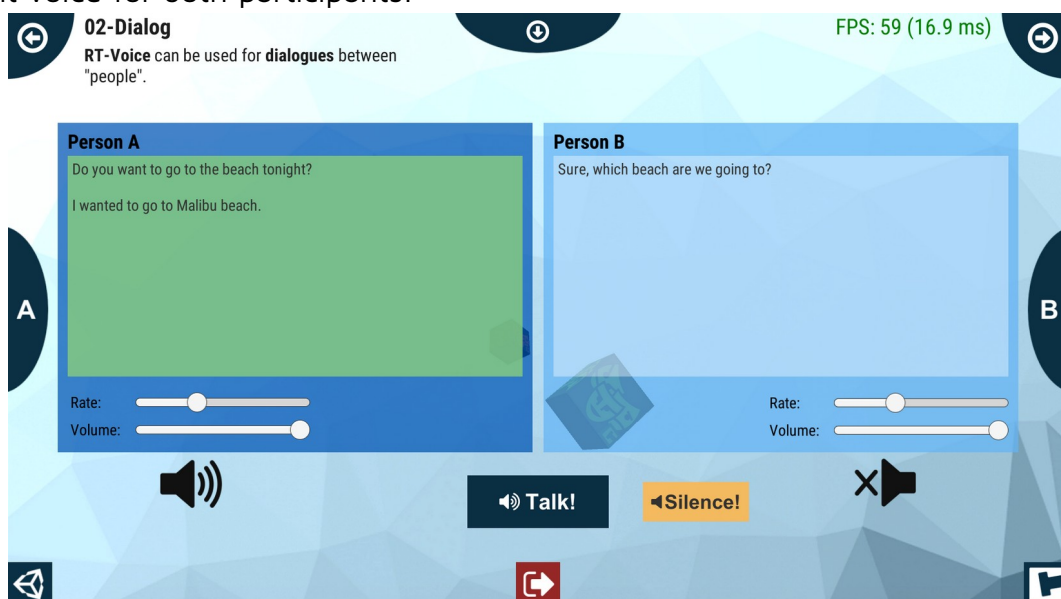 t voice for both participants.
02-Dialog
RT-Voice can be used for dialogues between
"people".
FPS: 59 (16.9 ms)
Person A
Do you want to go to the beach tonight?
I wanted to go to Malibu beach.
Rate:
Volume:
Person B
Sure, which beach are we going to?
Rate:
Volume:
A
B
Talk!
Silence!